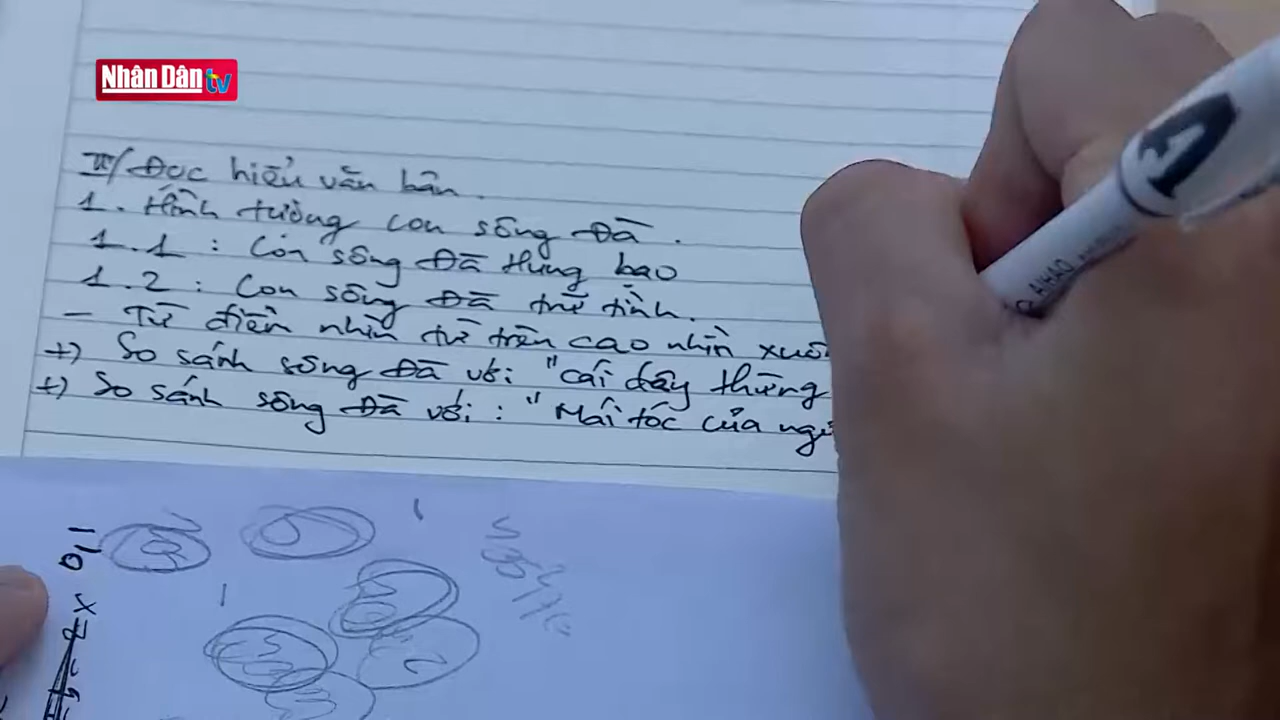 Nhân Dân tv
II/ Đọc hiểu văn bản.
1. Hình tượng con sông Đà.
1.1 : Con sông Đà hung bạo
1.2 : Con sông Đà trữ tình.
- Từ điển nhìn từ trên cao nhìn xuố
+) So sánh sông Đà với: "Cái dây thừng
+) So sánh sông Đà với : "Mái tóc của ngư